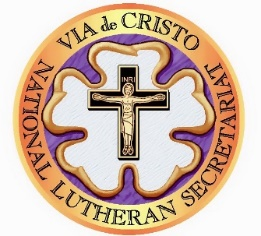 VIA de CRISTO
NATIONAL LUTHERAN SECRETARIAT
INRI